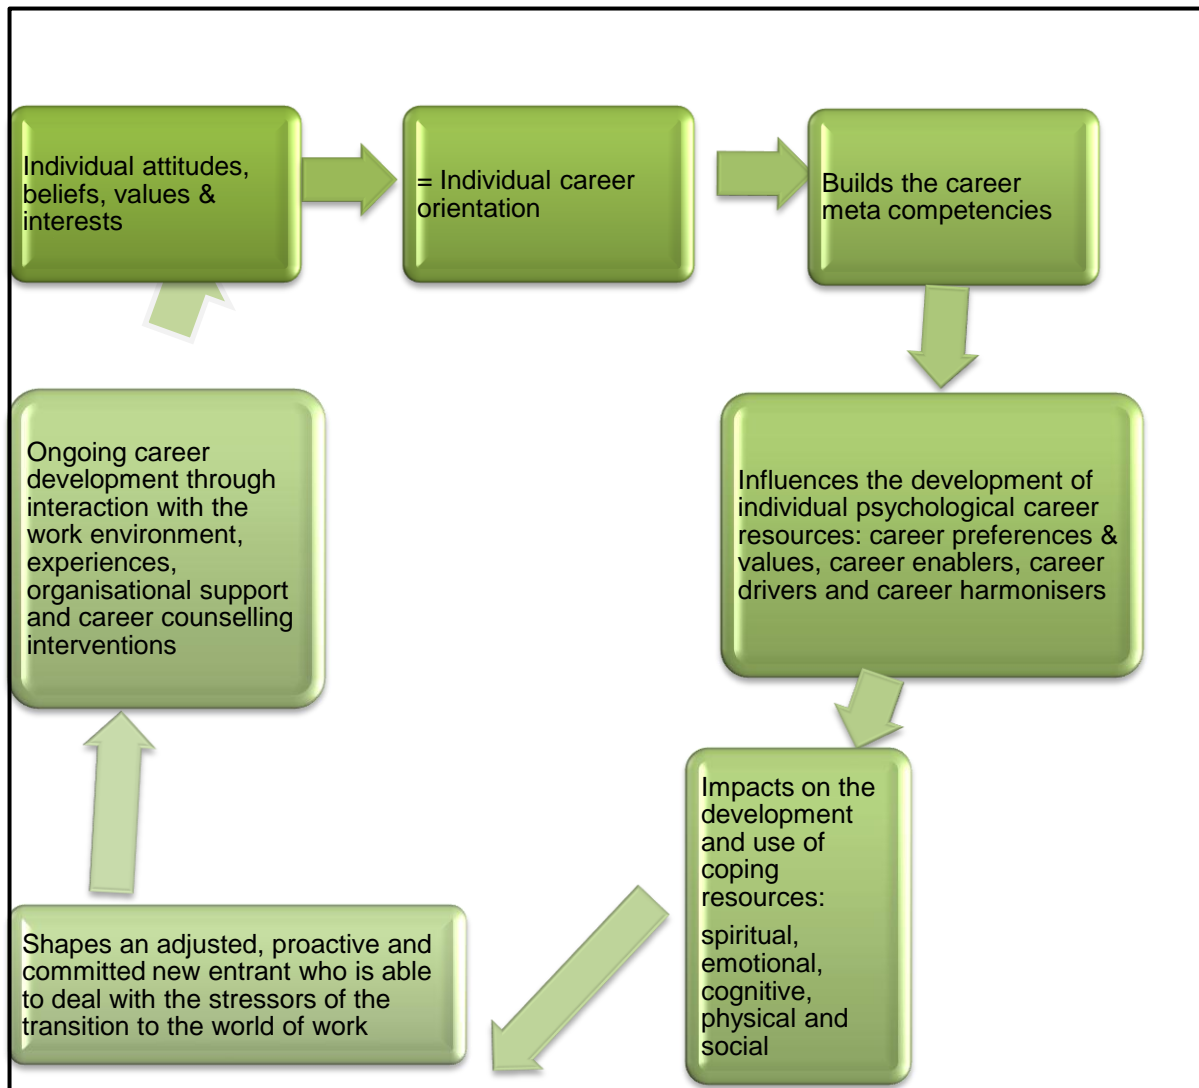 Individual attitudes,
beliefs, values &
interests
= Individual career
orientation
Builds the career
meta competencies
Influences the development of
individual psychological career
resources: career preferences &
values, career enablers, career
drivers and career harmonisers
Impacts on the
development
and use of
coping
resources:
spiritual,
emotional,
cognitive,
physical and
social
Shapes an adjusted, proactive and
committed new entrant who is able
to deal with the stressors of the
transition to the world of work
Ongoing career
development through
interaction with the
work environment,
experiences,
organisational support
and career counselling
interventions